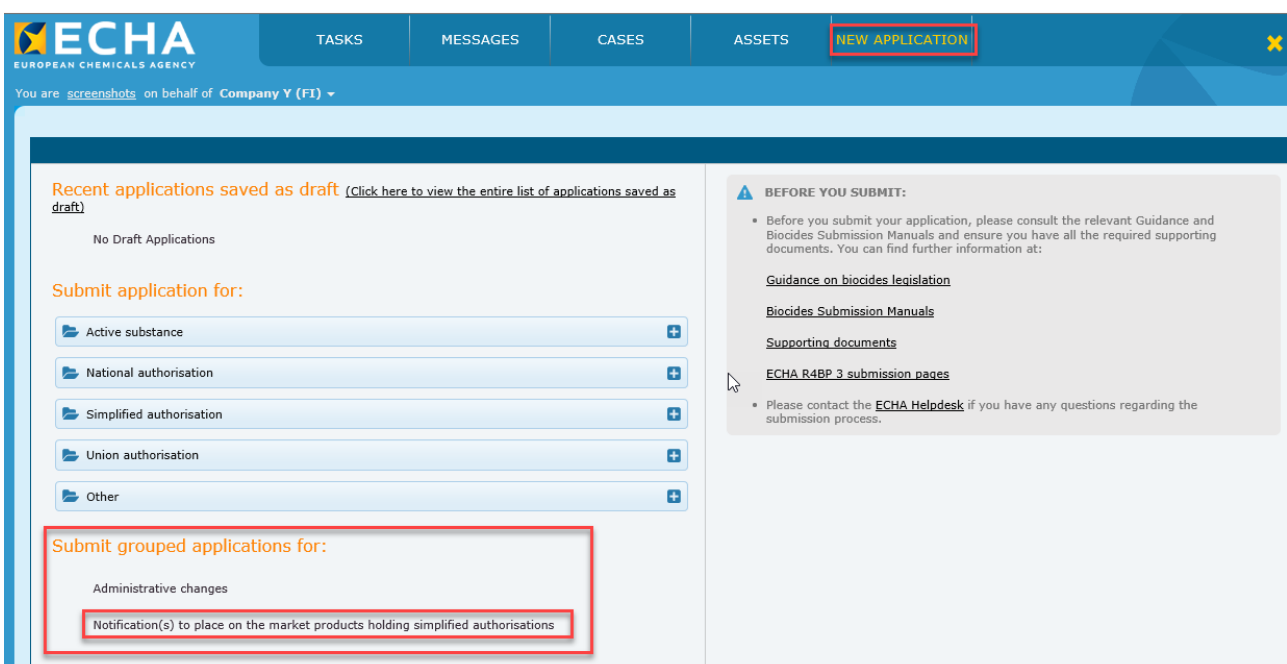 ECHA
EUROPEAN CHEMICALS AGENCY
TASKS
MESSAGES
CASES
ASSETS
NEW APPLICATION
You are screenshots on behalf of Company Y (FI)
Recent applications saved as draft (Click here to view the entire list of applications saved as
draft)
No Draft Applications
Submit application for:
Active substance
National authorisation
Simplified authorisation
Union authorisation
Other
Submit grouped applications for:
Administrative changes
Notification(s) to place on the market products holding simplified authorisations
BEFORE YOU SUBMIT:
• Before you submit your application, please consult the relevant Guidance and
Biocides Submission Manuals and ensure you have all the required supporting
documents. You can find further information at:
Guidance on biocides legislation
Biocides Submission Manuals
Supporting documents
ECHA R4BP 3 submission pages
• Please contact the ECHA Helpdesk if you have any questions regarding the
submission process.